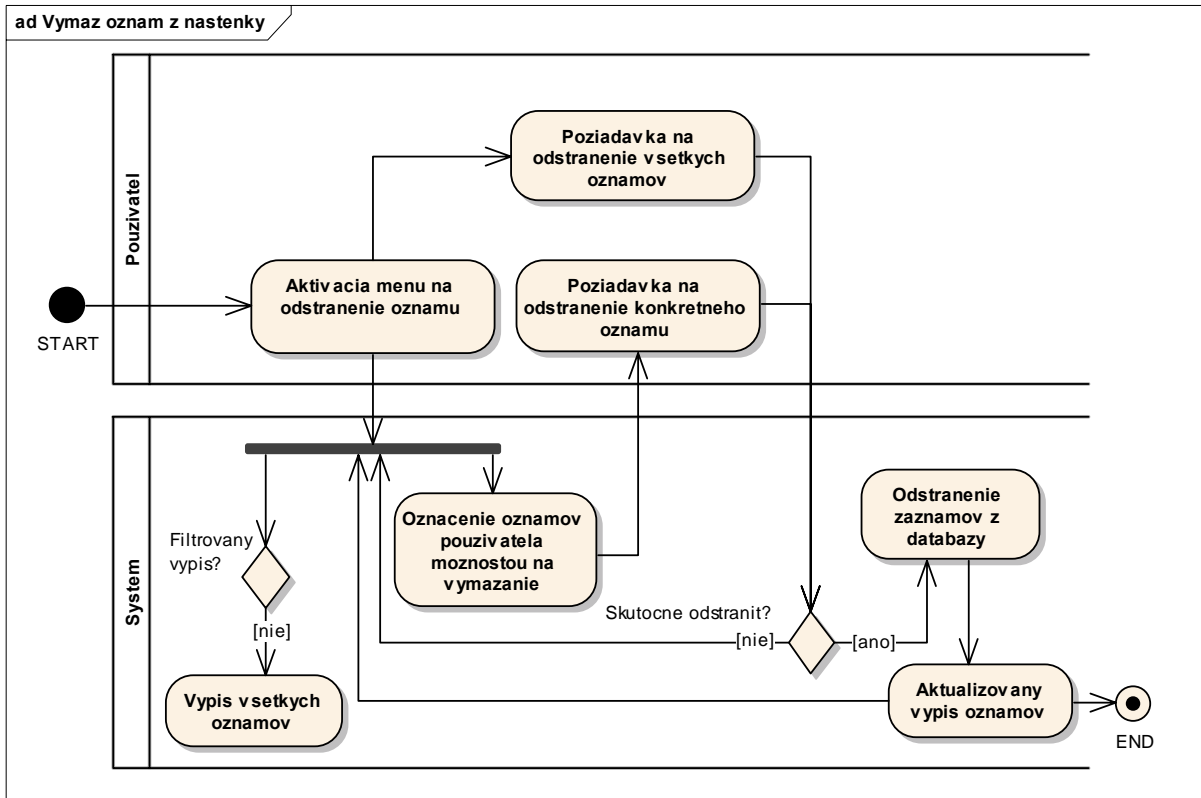 ad Vymaz oznam z nastenky
Pouzivatel
Poziadavka na
odstranenie vsetkych
oznamov
Aktivacia menu na
odstranenie oznamu
Poziadavka na
odstranenie konkretneho
oznamu
START
System
Filtrovany
vypis?
[nie]
Vypis vsetkych
oznamov
Oznacenie oznamov
pouzivatela
moznostou na
vymazanie
Skutocne odstranit?
[nie]
[ano]
Odstranenie
zaznamov z
databazy
Aktualizovany
vypis oznamov
END